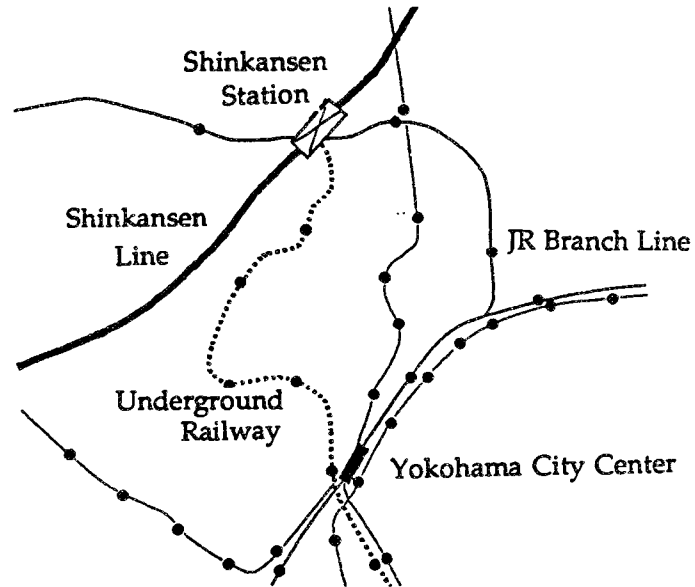 Shinkansen
Station
Shinkansen
Line
JR Branch Line
Underground
Railway
Yokohama City Center